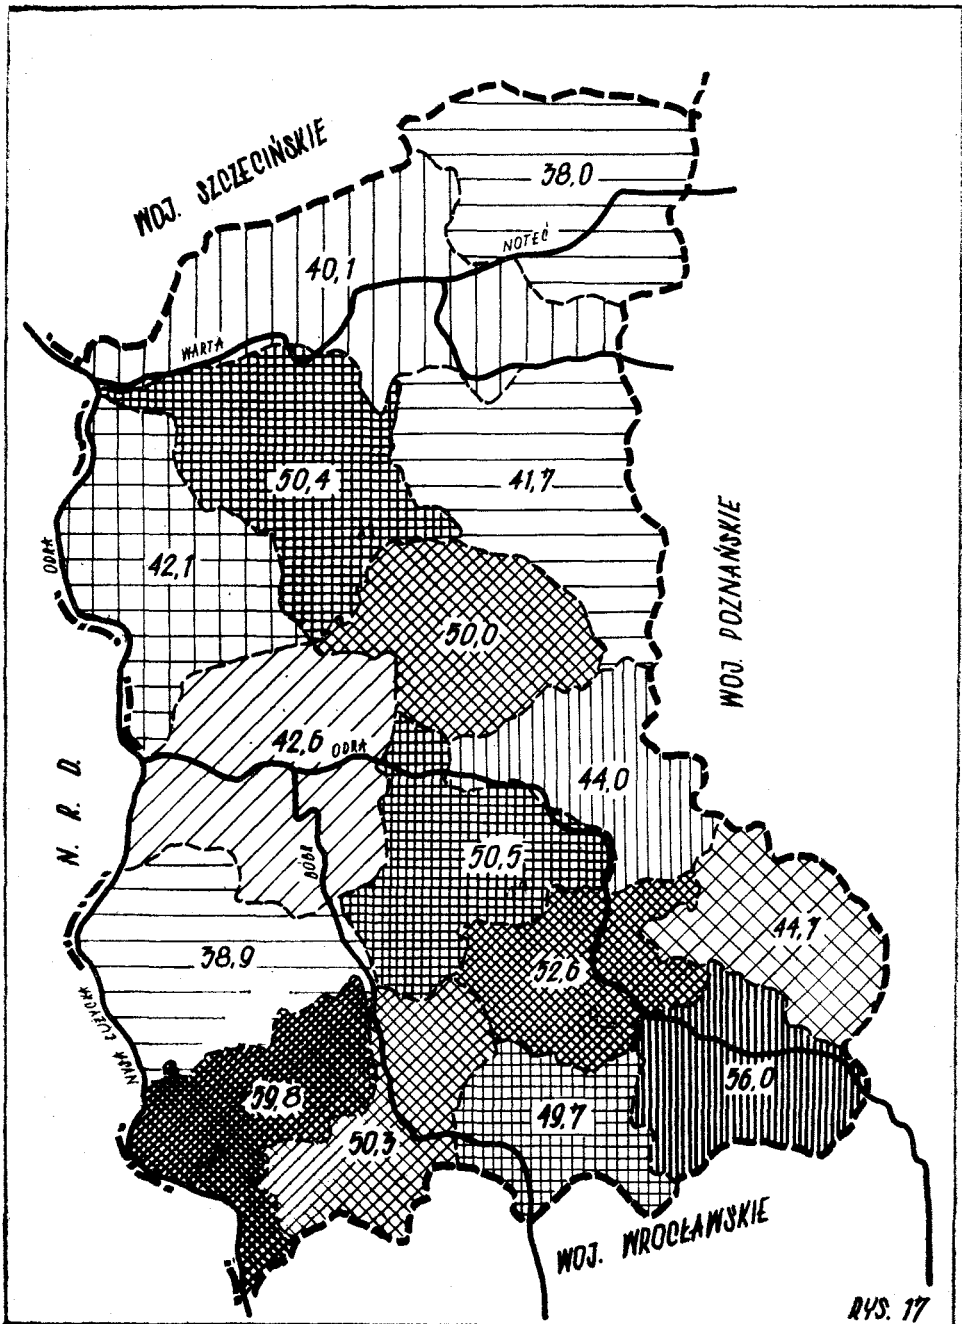 WOJ. SZCZECIŃSKIE
38,0
NOTEĆ
40,1
WARTA
50,4
41,7
ODRA
42,1
WOJ. POZNAŃSKIE
50,0
42,6
ODRA
44,0
N. R. D.
BÓBR
50,5
44,7
38,9
52,6
NYSA ŁUŻYCKA
56,0
59,8
49,7
50,3
WOJ. WROCŁAWSKIE
RYS. 17